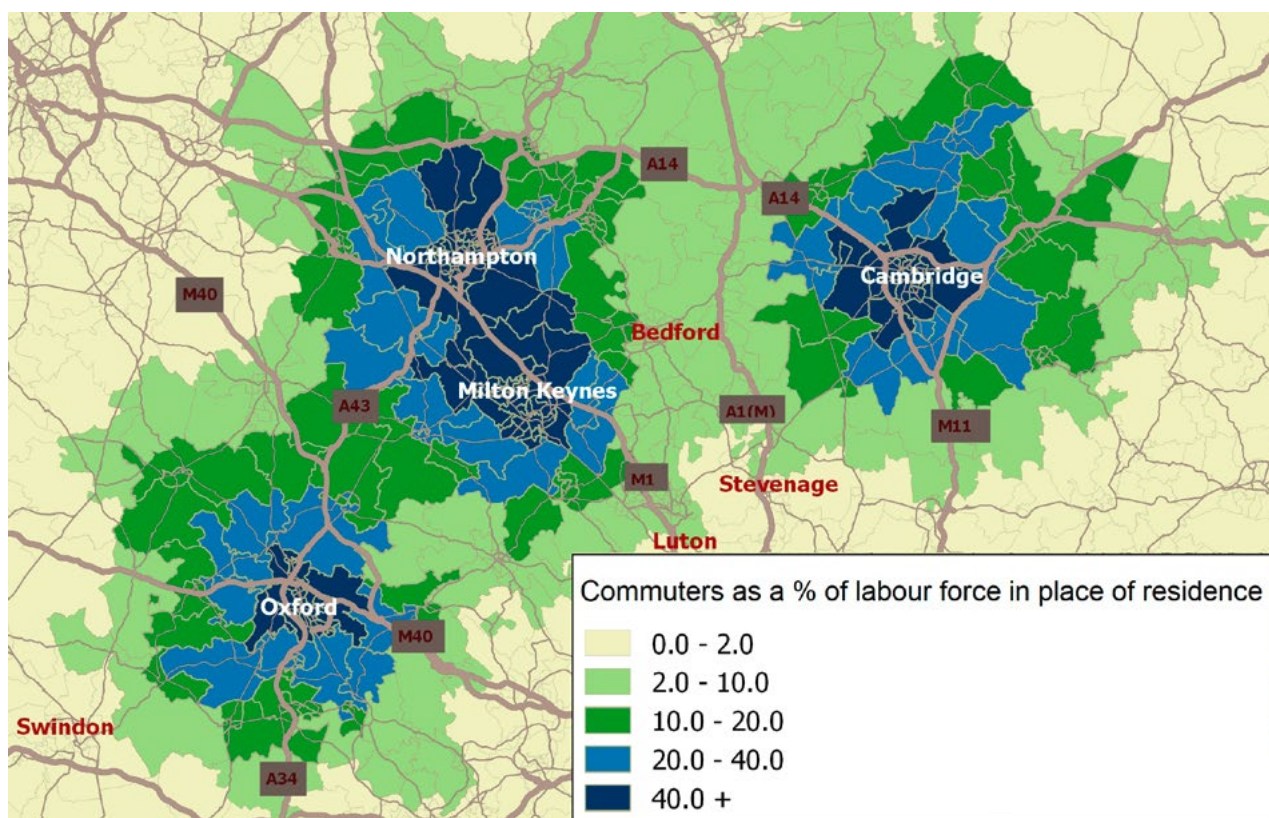 A14
A14
Northampton
Cambridge
M40
Bedford
Milton Keynes
A43
A1(M)
M11
M1
Stevenage
Luton
Oxford
M40
Swindon
A34
Commuters as a % of labour force in place of residence
0.0 - 2.0
2.0 - 10.0
10.0 - 20.0
20.0 - 40.0
40.0 +